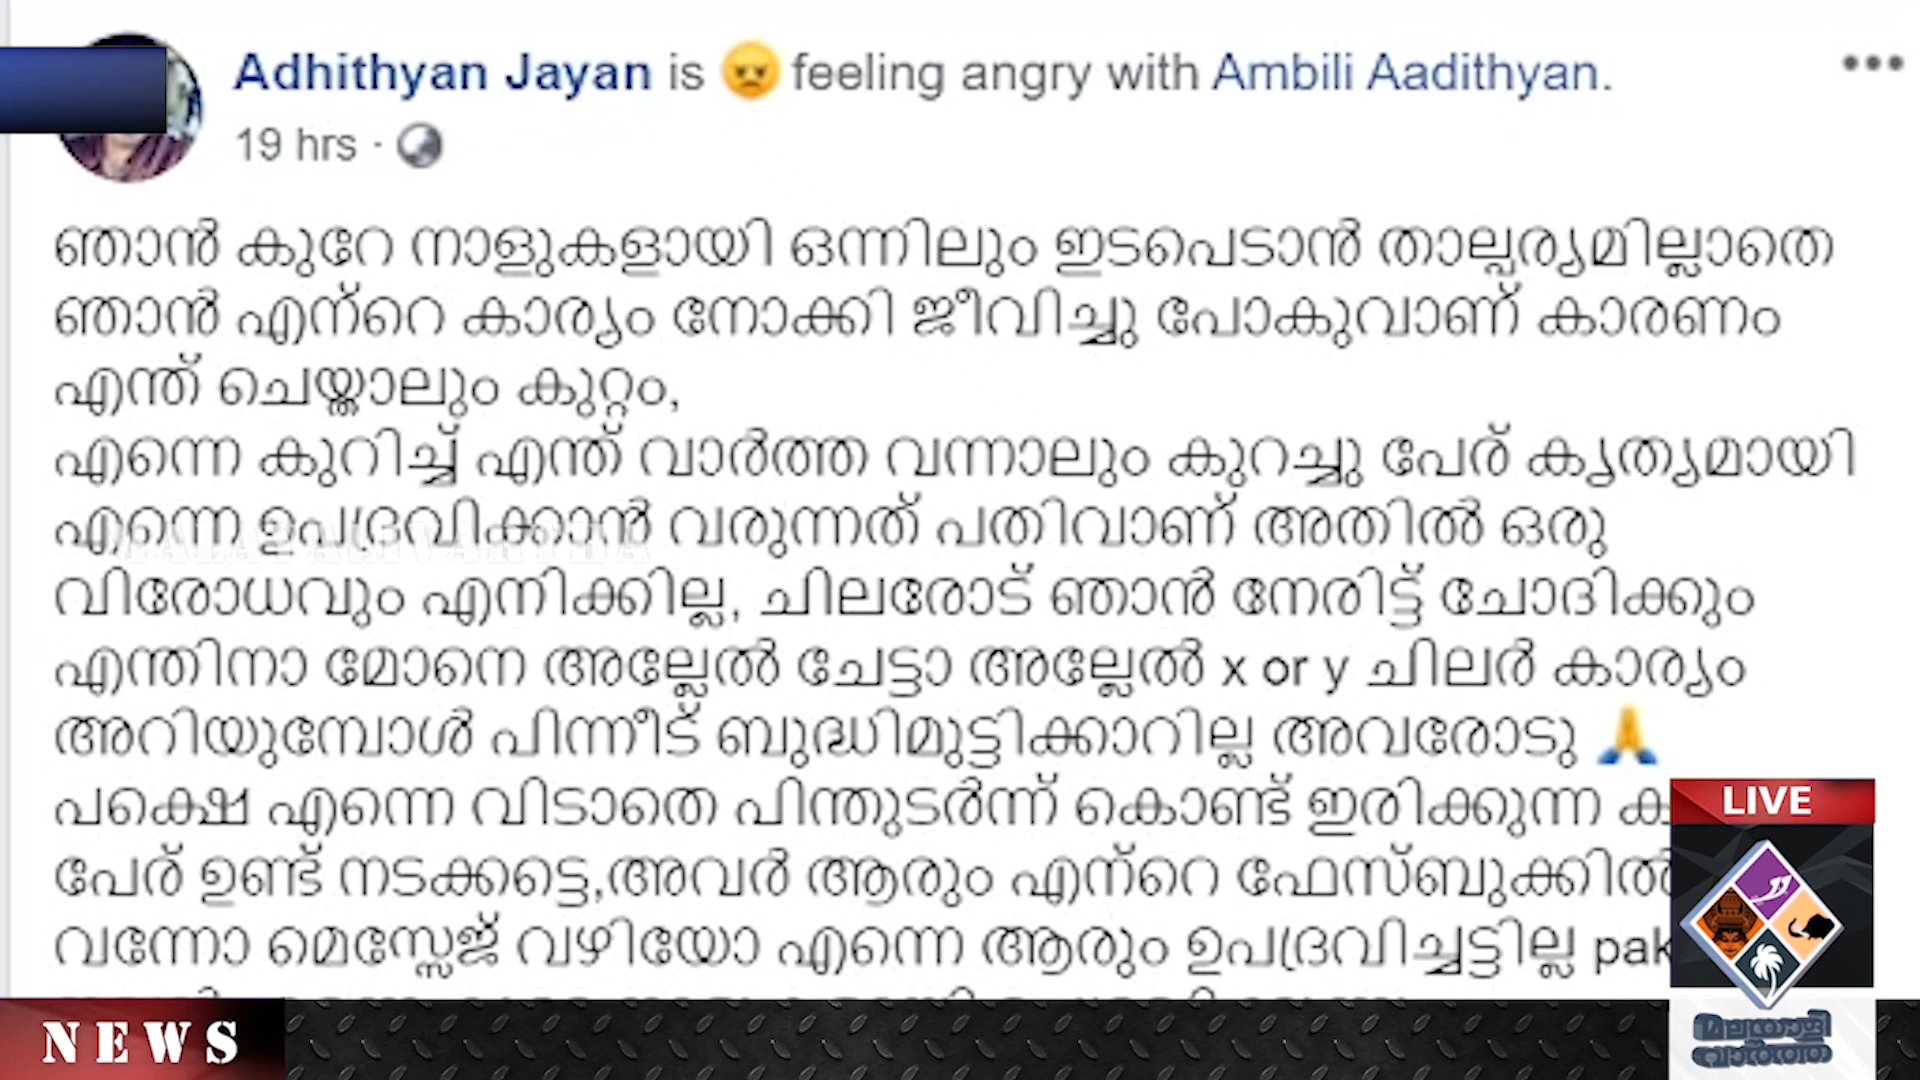 Adhithyan Jayan is 😠 feeling angry with Ambili Aadithyan.
19 hrs ·
ഞാൻ കുറേ നാളുകളായി ഒന്നിലും ഇടപെടാൻ താല്പര്യമില്ലാതെ
ഞാൻ എന്റെ കാര്യം നോക്കി ജീവിച്ചു പോകുവാണ് കാരണം
എന്ത് ചെയ്താലും കുറ്റം,
എന്നെ കുറിച്ച് എന്ത് വാർത്ത വന്നാലും കുറച്ചു പേര് കൃത്യമായി
എന്നെ ഉപദ്രവിക്കാൻ വരുന്നത് പതിവാണ് അതിൽ ഒരു
വിരോധവും എനിക്കില്ല, ചിലരോട് ഞാൻ നേരിട്ട് ചോദിക്കും
എന്തിനാ മോനെ അല്ലേൽ ചേട്ടാ അല്ലേൽ x or y ചിലർ കാര്യം
അറിയുമ്പോൾ പിന്നീട് ബുദ്ധിമുട്ടിക്കാറില്ല അവരോടു 🙏
പക്ഷെ എന്നെ വിടാതെ പിന്തുടർന്ന് കൊണ്ട് ഇരിക്കുന്ന ക
പേര് ഉണ്ട് നടക്കട്ടെ,അവർ ആരും എന്റെ ഫേസ്ബുക്കിൽ
വന്നോ മെസ്സേജ് വഴിയോ എന്നെ ആരും ഉപദ്രവിച്ചട്ടില്ല pak
LIVE
NEWS
മലയാളി
വാർത്ത